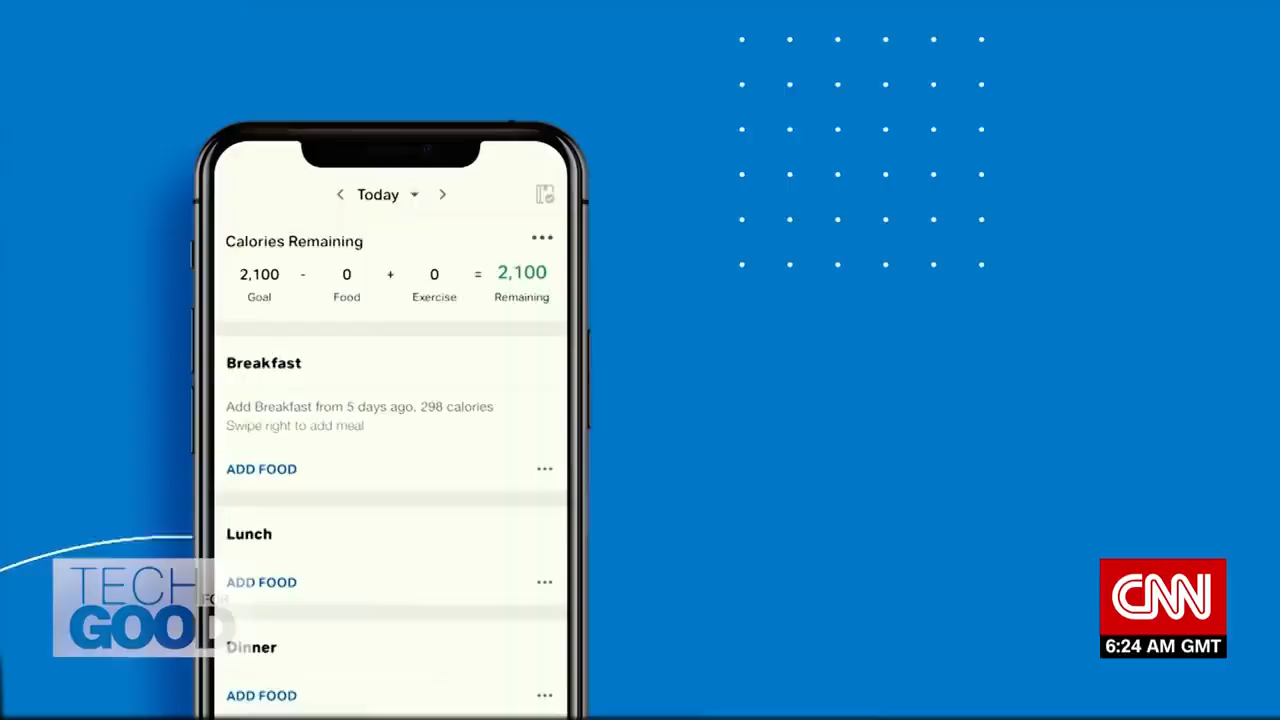 Today
Calories Remaining
2,100 - 0 + 0 = 2,100
Goal Food Exercise Remaining
Breakfast
Add Breakfast from 5 days ago, 298 calories
Swipe right to add meal
ADD FOOD
Lunch
ADD FOOD
Dinner
ADD FOOD
TECH FOR
GOOD
CNN
6:24 AM GMT